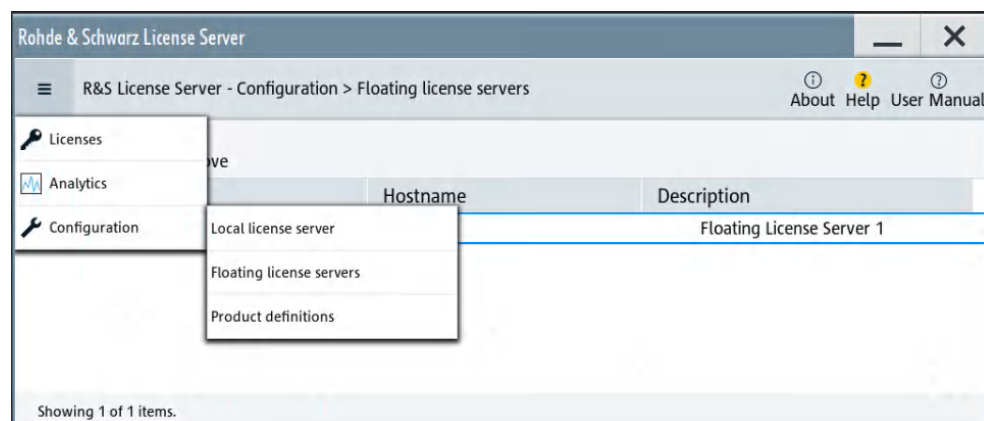 Rohde & Schwarz License Server
R&S License Server - Configuration > Floating license servers
About Help User Manual
Licenses
Analytics
Hostname Description
Configuration
Local license server
Floating License Server 1
Floating license servers
Product definitions
Showing 1 of 1 items.